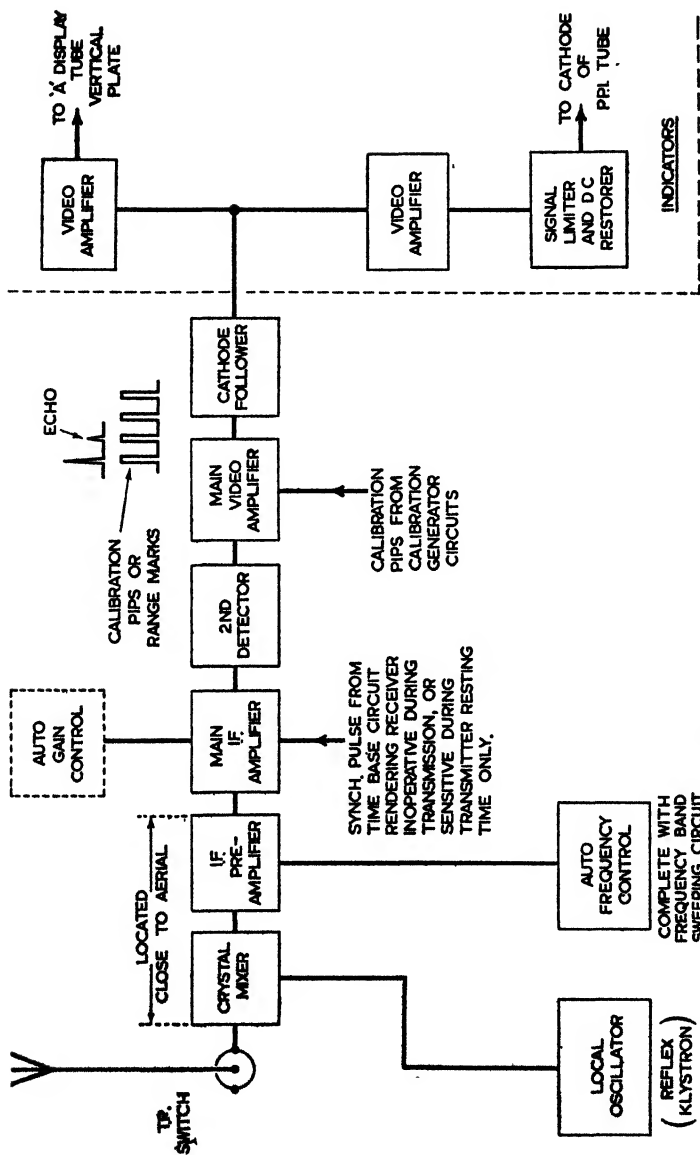 T.R.
SWITCH
LOCATED
CLOSE TO AERIAL
CRYSTAL
MIXER
I.F.
PRE-
AMPLIFIER
AUTO
GAIN
CONTROL
MAIN
I.F.
AMPLIFIER
2ND
DETECTOR
MAIN
VIDEO
AMPLIFIER
CATHODE
FOLLOWER
ECHO
CALIBRATION
PIPS OR
RANGE MARKS
VIDEO
AMPLIFIER
TO 'A' DISPLAY
TUBE
VERTICAL
PLATE
VIDEO
AMPLIFIER
SIGNAL
LIMITER
AND D C
RESTORER
TO CATHODE
OF
P.P.I. TUBE
INDICATORS
LOCAL
OSCILLATOR
( REFLEX
KLYSTRON )
AUTO
FREQUENCY
CONTROL
COMPLETE WITH
FREQUENCY BAND
SWEEPING CIRCUIT
SYNCH. PULSE FROM
TIME BASE CIRCUIT
RENDERING RECEIVER
INOPERATIVE DURING
TRANSMISSION, OR
SENSITIVE DURING
TRANSMITTER RESTING
TIME ONLY.
CALIBRATION
PIPS FROM
CALIBRATION
GENERATOR
CIRCUITS